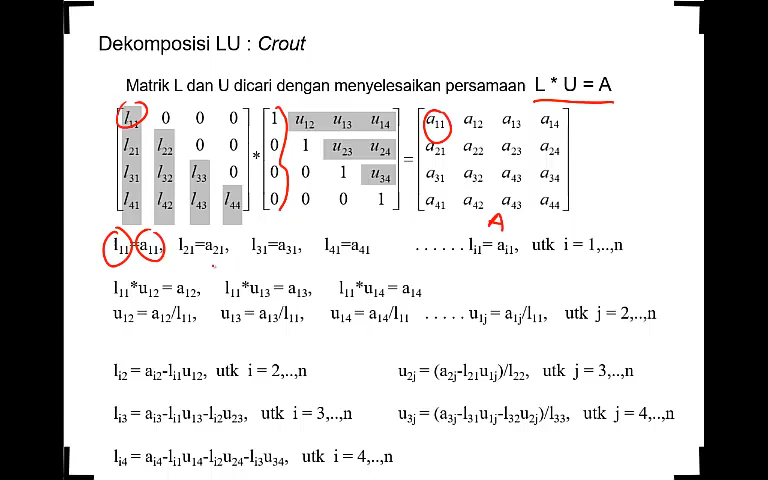 Dekomposisi LU : Crout
Matrik L dan U dicari dengan menyelesaikan persamaan L * U = A
l₁₁ 0 0 0 1 u₁₂ u₁₃ u₁₄ a₁₁ a₁₂ a₁₃ a₁₄
l₂₁ l₂₂ 0 0 * 0 1 u₂₃ u₂₄ = a₂₁ a₂₂ a₂₃ a₂₄
l₃₁ l₃₂ l₃₃ 0 0 0 1 u₃₄ a₃₁ a₃₂ a₄₃ a₃₄
l₄₁ l₄₂ l₄₃ l₄₄ 0 0 0 1 a₄₁ a₄₂ a₄₃ a₄₄
A
l₁₁=a₁₁, l₂₁=a₂₁, l₃₁=a₃₁, l₄₁=a₄₁ . . . . . . lᵢ₁= aᵢ₁, utk i = 1,..,n
l₁₁*u₁₂ = a₁₂, l₁₁*u₁₃ = a₁₃, l₁₁*u₁₄ = a₁₄
u₁₂ = a₁₂/l₁₁, u₁₃ = a₁₃/l₁₁, u₁₄ = a₁₄/l₁₁ . . . . . u₁ⱼ = a₁ⱼ/l₁₁, utk j = 2,..,n
lᵢ₂ = aᵢ₂-lᵢ₁u₁₂, utk i = 2,..,n u₂ⱼ = (a₂ⱼ-l₂₁u₁ⱼ)/l₂₂, utk j = 3,..,n
lᵢ₃ = aᵢ₃-lᵢ₁u₁₃-lᵢ₂u₂₃, utk i = 3,..,n u₃ⱼ = (a₃ⱼ-l₃₁u₁ⱼ-l₃₂u₂ⱼ)/l₃₃, utk j = 4,..,n
lᵢ₄ = aᵢ₄-lᵢ₁u₁₄-lᵢ₂u₂₄-lᵢ₃u₃₄, utk i = 4,..,n